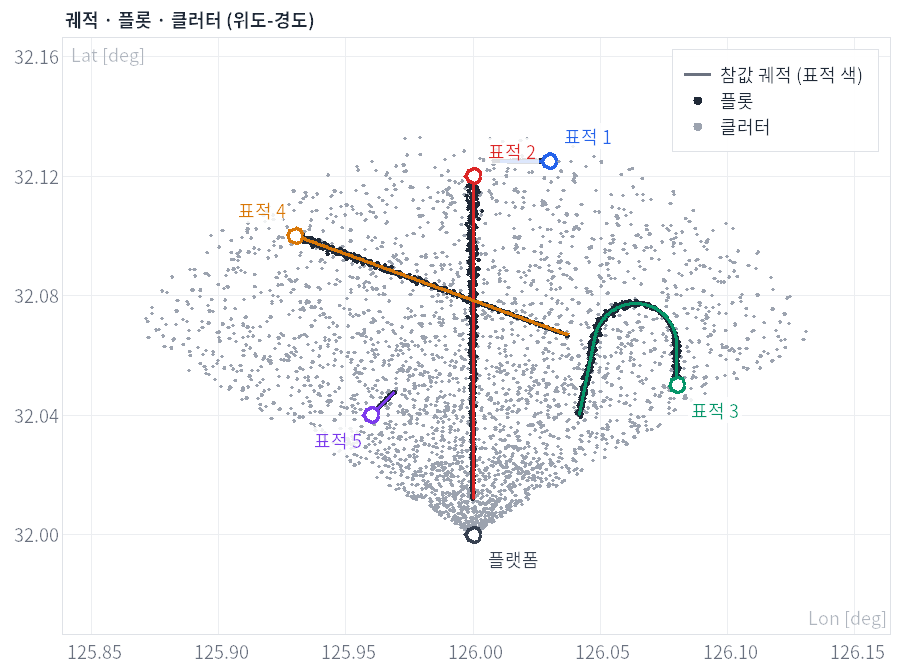 궤적 · 플롯 · 클러터 (위도-경도)
Lat [deg]
32.16
32.12
32.08
32.04
32.00
참값 궤적 (표적 색)
플롯
클러터
표적 1
표적 2
표적 4
표적 3
표적 5
플랫폼
Lon [deg]
125.85
125.90
125.95
126.00
126.05
126.10
126.15